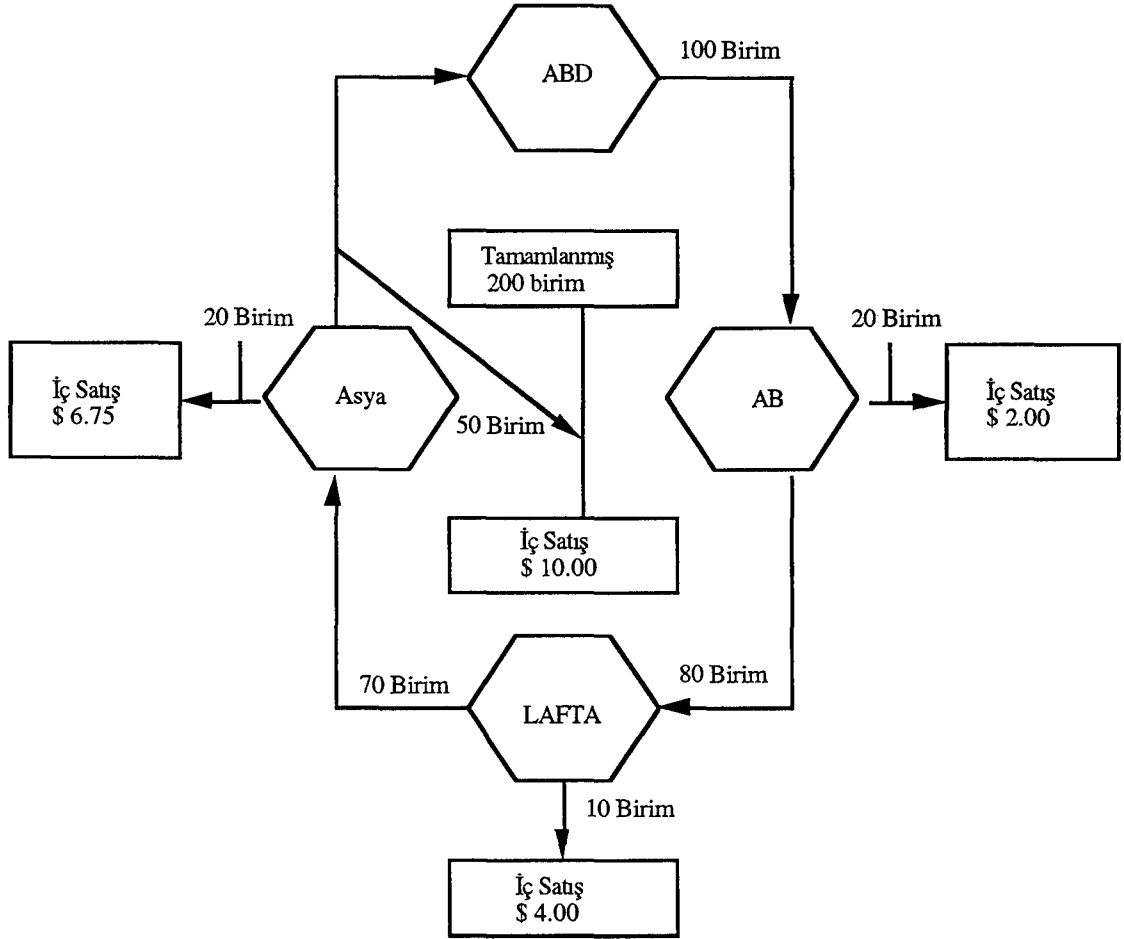 100 Birim
ABD
Tamamlanmış
200 birim
20 Birim
20 Birim
İç Satış
$ 6.75
Asya
50 Birim
AB
İç Satış
$ 2.00
İç Satış
$ 10.00
70 Birim
80 Birim
LAFTA
10 Birim
İç Satış
$ 4.00